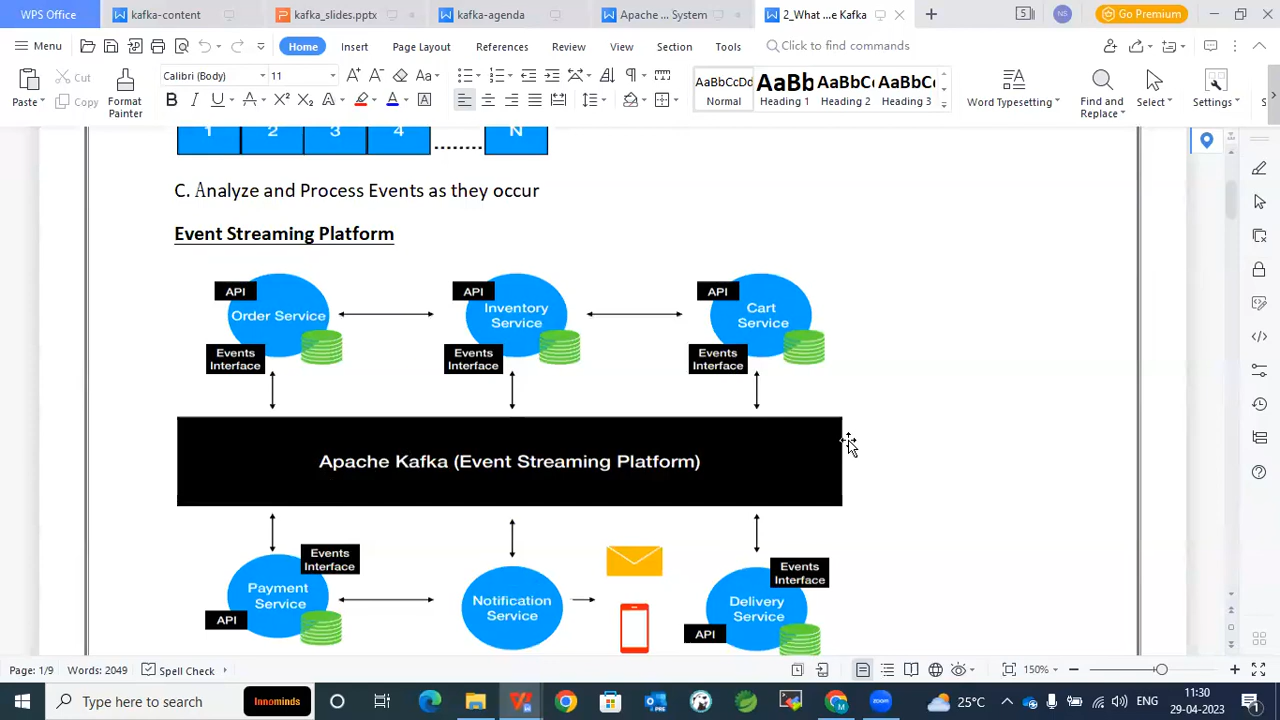 WPS Office
kafka-content
kafka_slides.pptx
kafka-agenda
Apache ... System
2_What ...e Kafka
5
NS
Go Premium
Menu
Home
Insert
Page Layout
References
Review
View
Section
Tools
Click to find commands
Paste
Cut
Copy
Format
Painter
Calibri (Body)
11
AaBbCcDd
Normal
AaBb
Heading 1
AaBbC
Heading 2
AaBbC
Heading 3
Word Typesetting
Find and
Replace
Select
Settings
1 2 3 4 ........ N
C. Analyze and Process Events as they occur
Event Streaming Platform
API
Order Service
Events
Interface
API
Inventory
Service
Events
Interface
API
Cart
Service
Events
Interface
Apache Kafka (Event Streaming Platform)
Events
Interface
Payment
Service
API
Notification
Service
Events
Interface
Delivery
Service
API
Page: 1/9
Words: 2049
Spell Check
150%
Type here to search
Innominds
25°C
ENG
11:30
29-04-2023